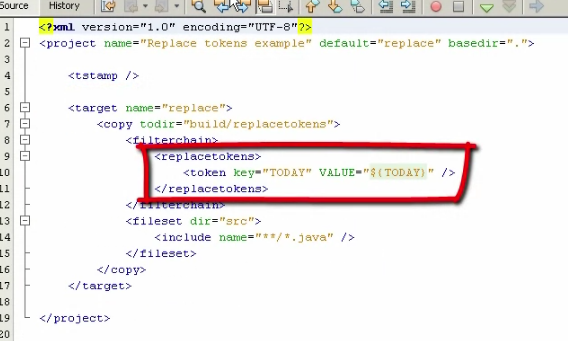 Source History
1 <?xml version="1.0" encoding="UTF-8"?>
2 <project name="Replace tokens example" default="replace" basedir=".">
3
4 <tstamp />
5
6 <target name="replace">
7 <copy todir="build/replacetokens">
8 <filterchain>
9 <replacetokens>
10 <token key="TODAY" VALUE="${TODAY}" />
11 </replacetokens>
12 </filterchain>
13 <fileset dir="src">
14 <include name="**/*.java" />
15 </fileset>
16 </copy>
17 </target>
18
19 </project>
20